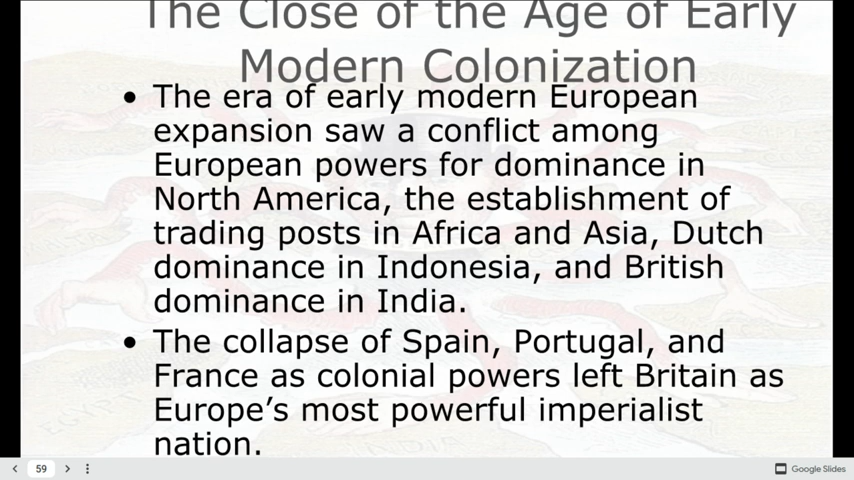 The Close of the Age of Early
Modern Colonization
• The era of early modern European
expansion saw a conflict among
European powers for dominance in
North America, the establishment of
trading posts in Africa and Asia, Dutch
dominance in Indonesia, and British
dominance in India.
• The collapse of Spain, Portugal, and
France as colonial powers left Britain as
Europe’s most powerful imperialist
nation.
EGYPT
INDIA
59
Google Slides